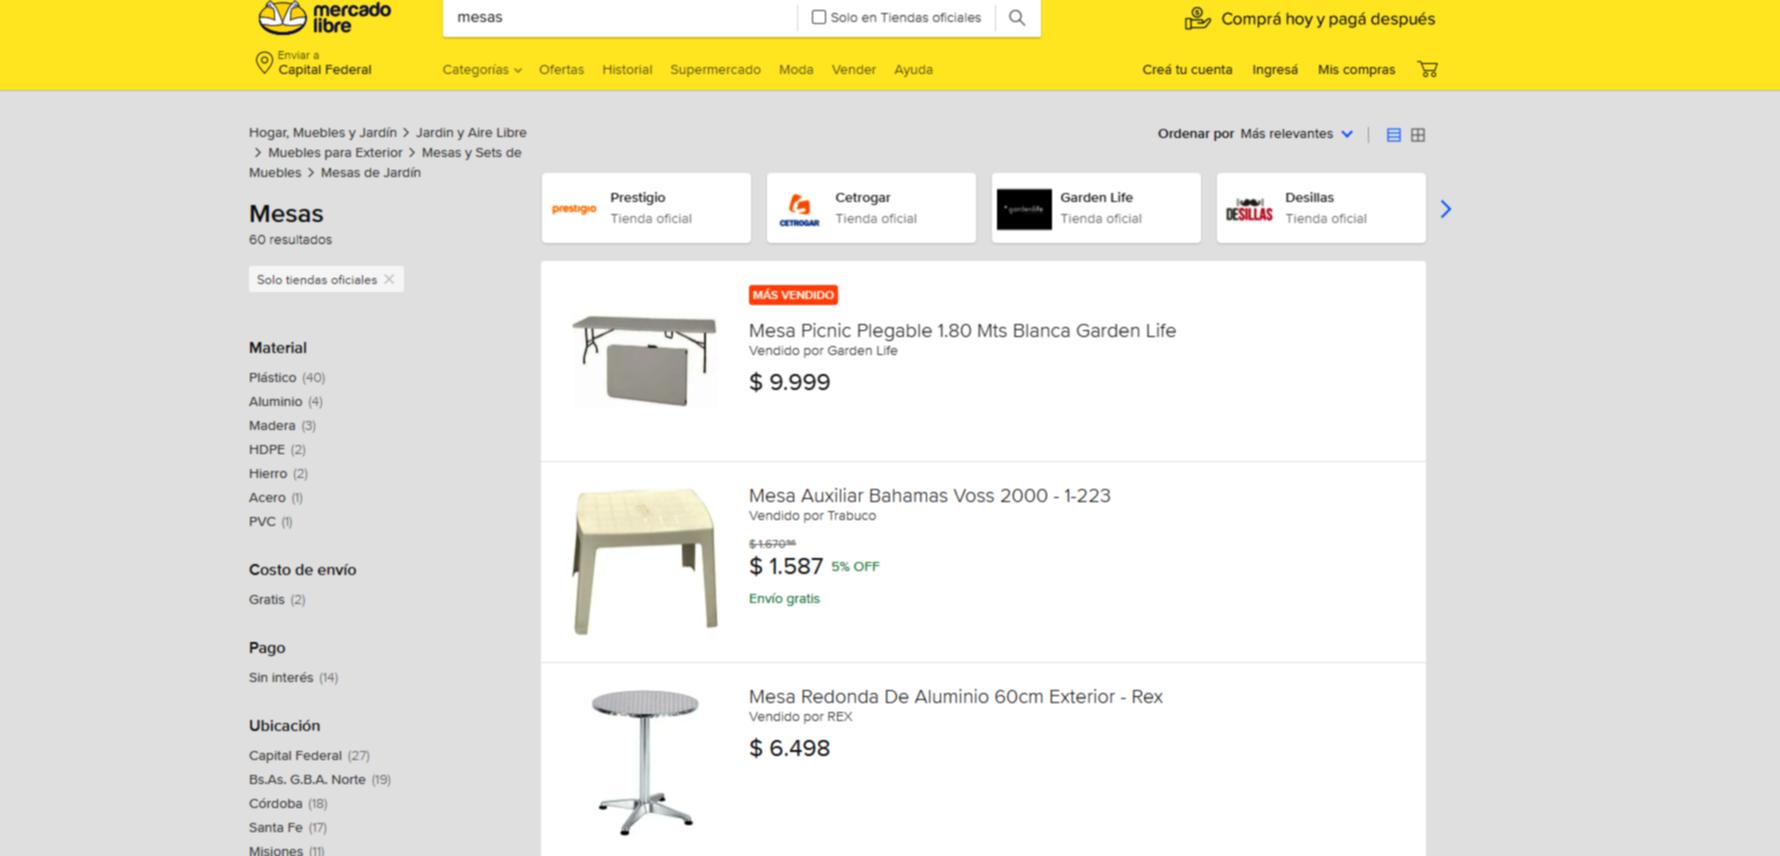 mercado
libre
mesas
Solo en Tiendas oficiales
Comprá hoy y pagá después
Enviar a
Capital Federal
Categorías
Ofertas
Historial
Supermercado
Moda
Vender
Ayuda
Creá tu cuenta
Ingresá
Mis compras
Hogar, Muebles y Jardín > Jardin y Aire Libre
> Muebles para Exterior > Mesas y Sets de
Muebles > Mesas de Jardín
Mesas
60 resultados
Solo tiendas oficiales
Material
Plástico (40)
Aluminio (4)
Madera (3)
HDPE (2)
Hierro (2)
Acero (1)
PVC (1)
Costo de envío
Gratis (2)
Pago
Sin interés (14)
Ubicación
Capital Federal (27)
Bs.As. G.B.A. Norte (19)
Córdoba (18)
Santa Fe (17)
Misiones (11)
Ordenar por Más relevantes
prestigio
Prestigio
Tienda oficial
CETROGAR
Cetrogar
Tienda oficial
gardenlife
Garden Life
Tienda oficial
DESILLAS
Desillas
Tienda oficial
MÁS VENDIDO
Mesa Picnic Plegable 1.80 Mts Blanca Garden Life
Vendido por Garden Life
$ 9.999
Mesa Auxiliar Bahamas Voss 2000 - 1-223
Vendido por Trabuco
$ 1.670
$ 1.587 5% OFF
Envío gratis
Mesa Redonda De Aluminio 60cm Exterior - Rex
Vendido por REX
$ 6.498